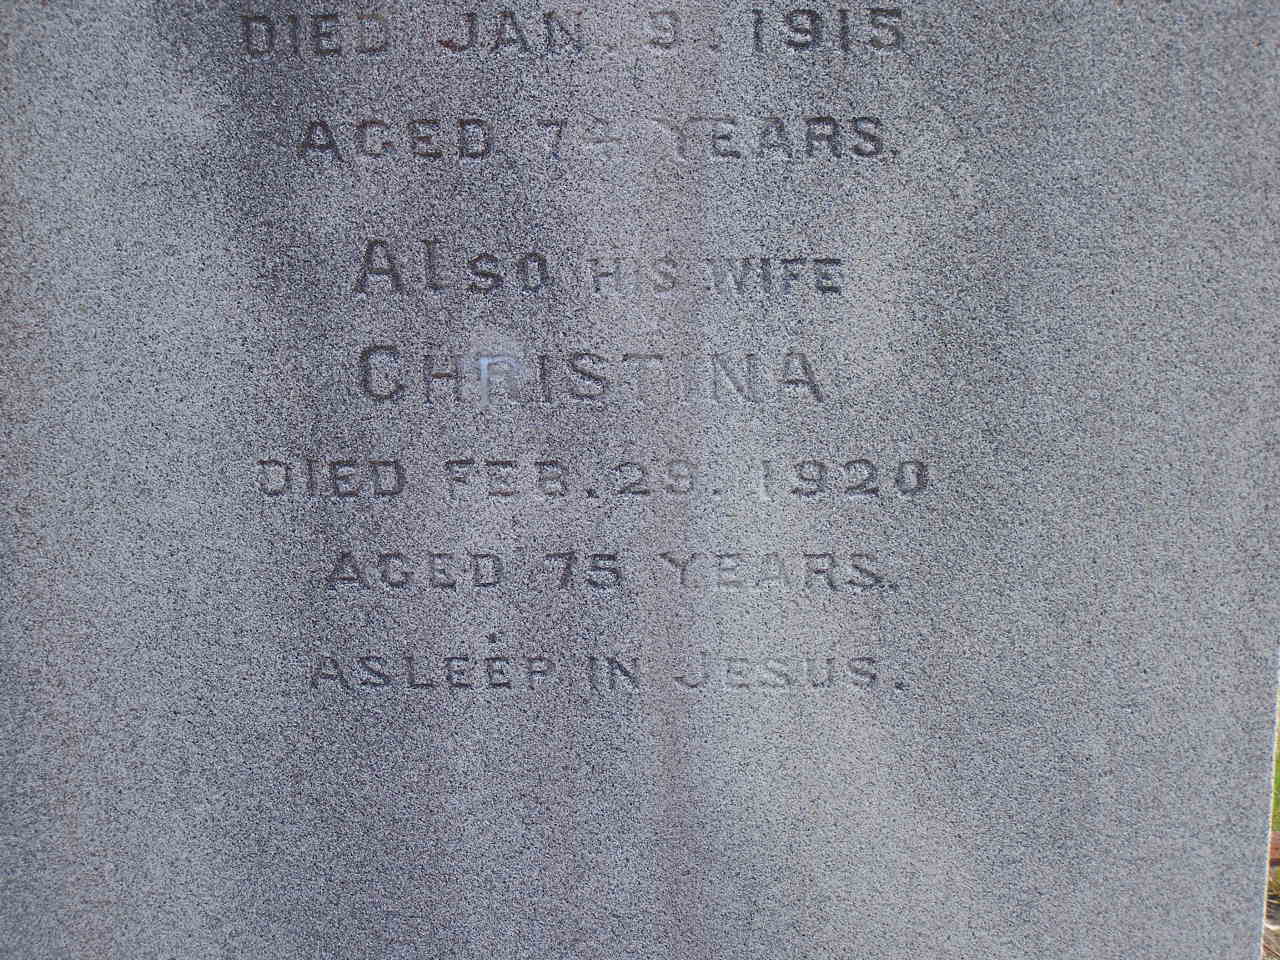 DIED JAN. 9. 1915
AGED 74 YEARS.
ALSO HIS WIFE
CHRISTINA
DIED FEB. 29. 1920
AGED 75 YEARS.
ASLEEP IN JESUS.